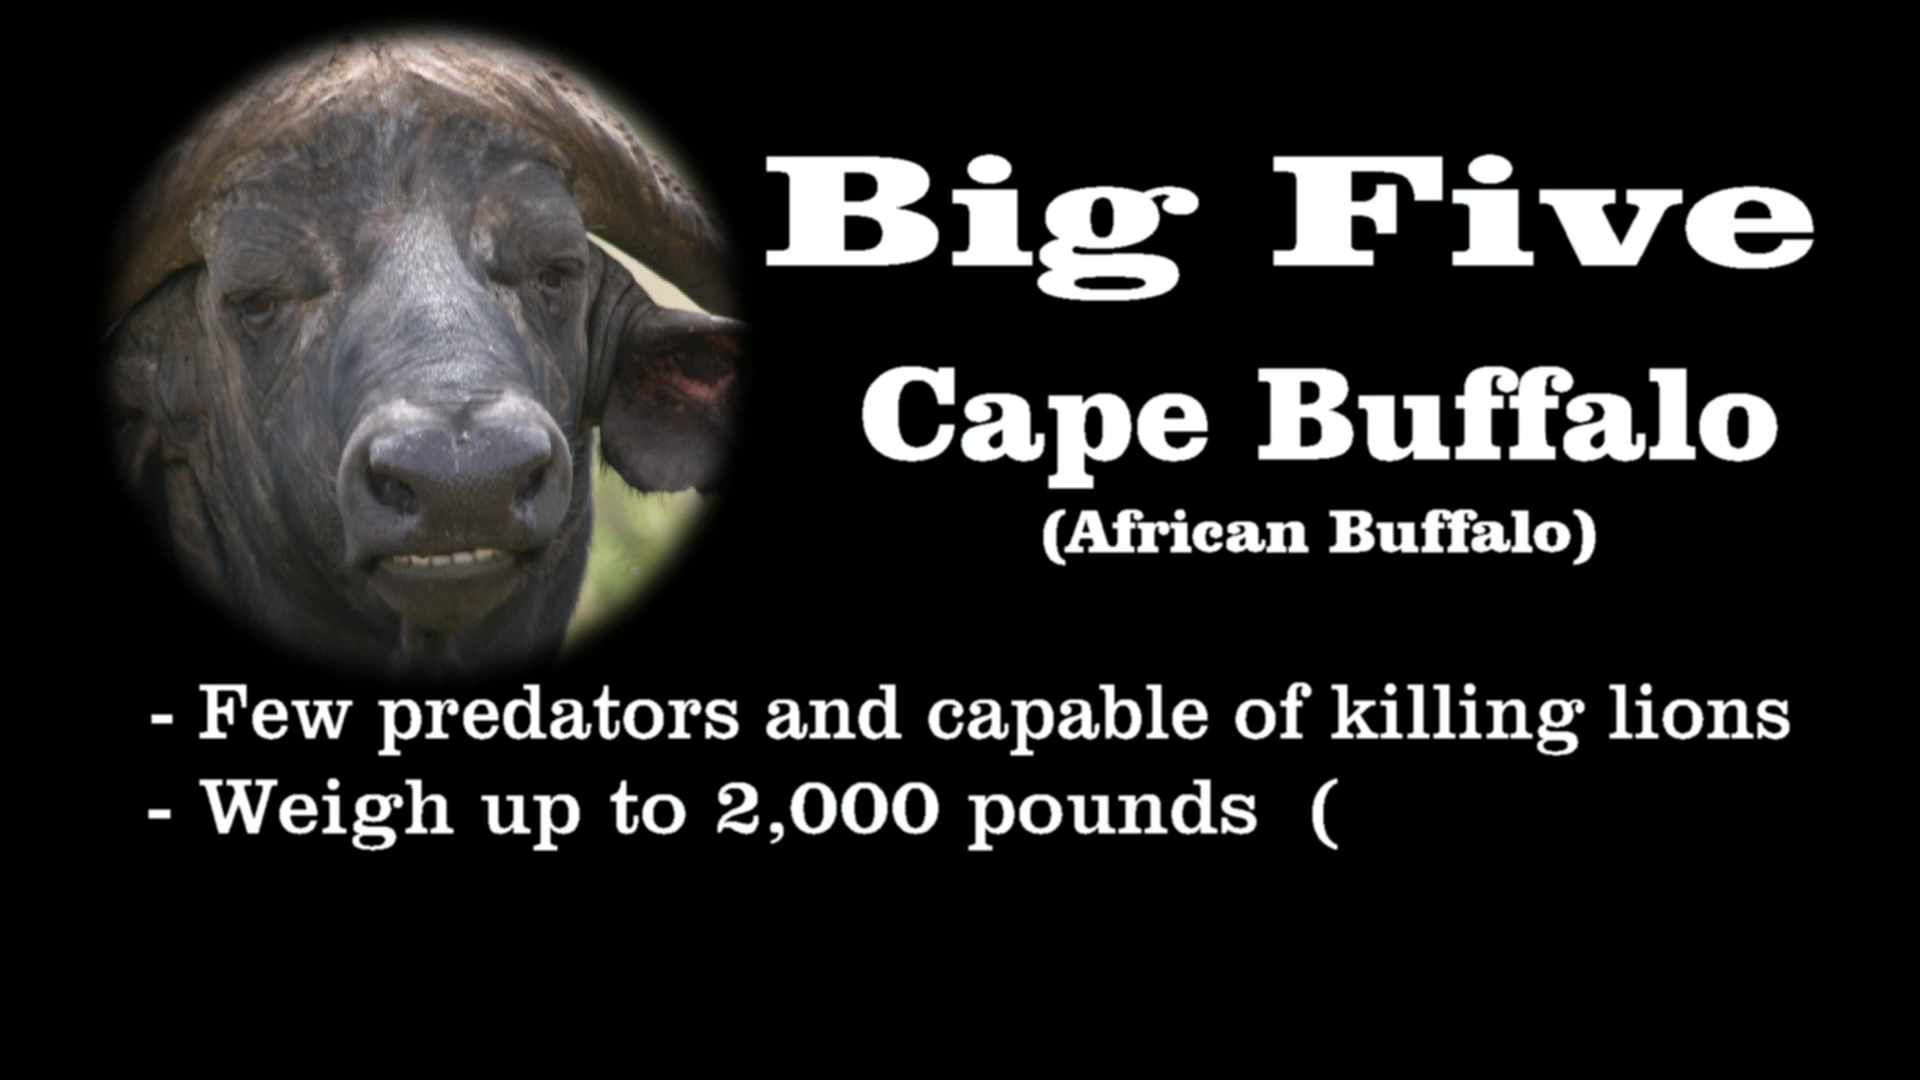 Big Five
Cape Buffalo
(African Buffalo)
- Few predators and capable of killing lions
- Weigh up to 2,000 pounds (